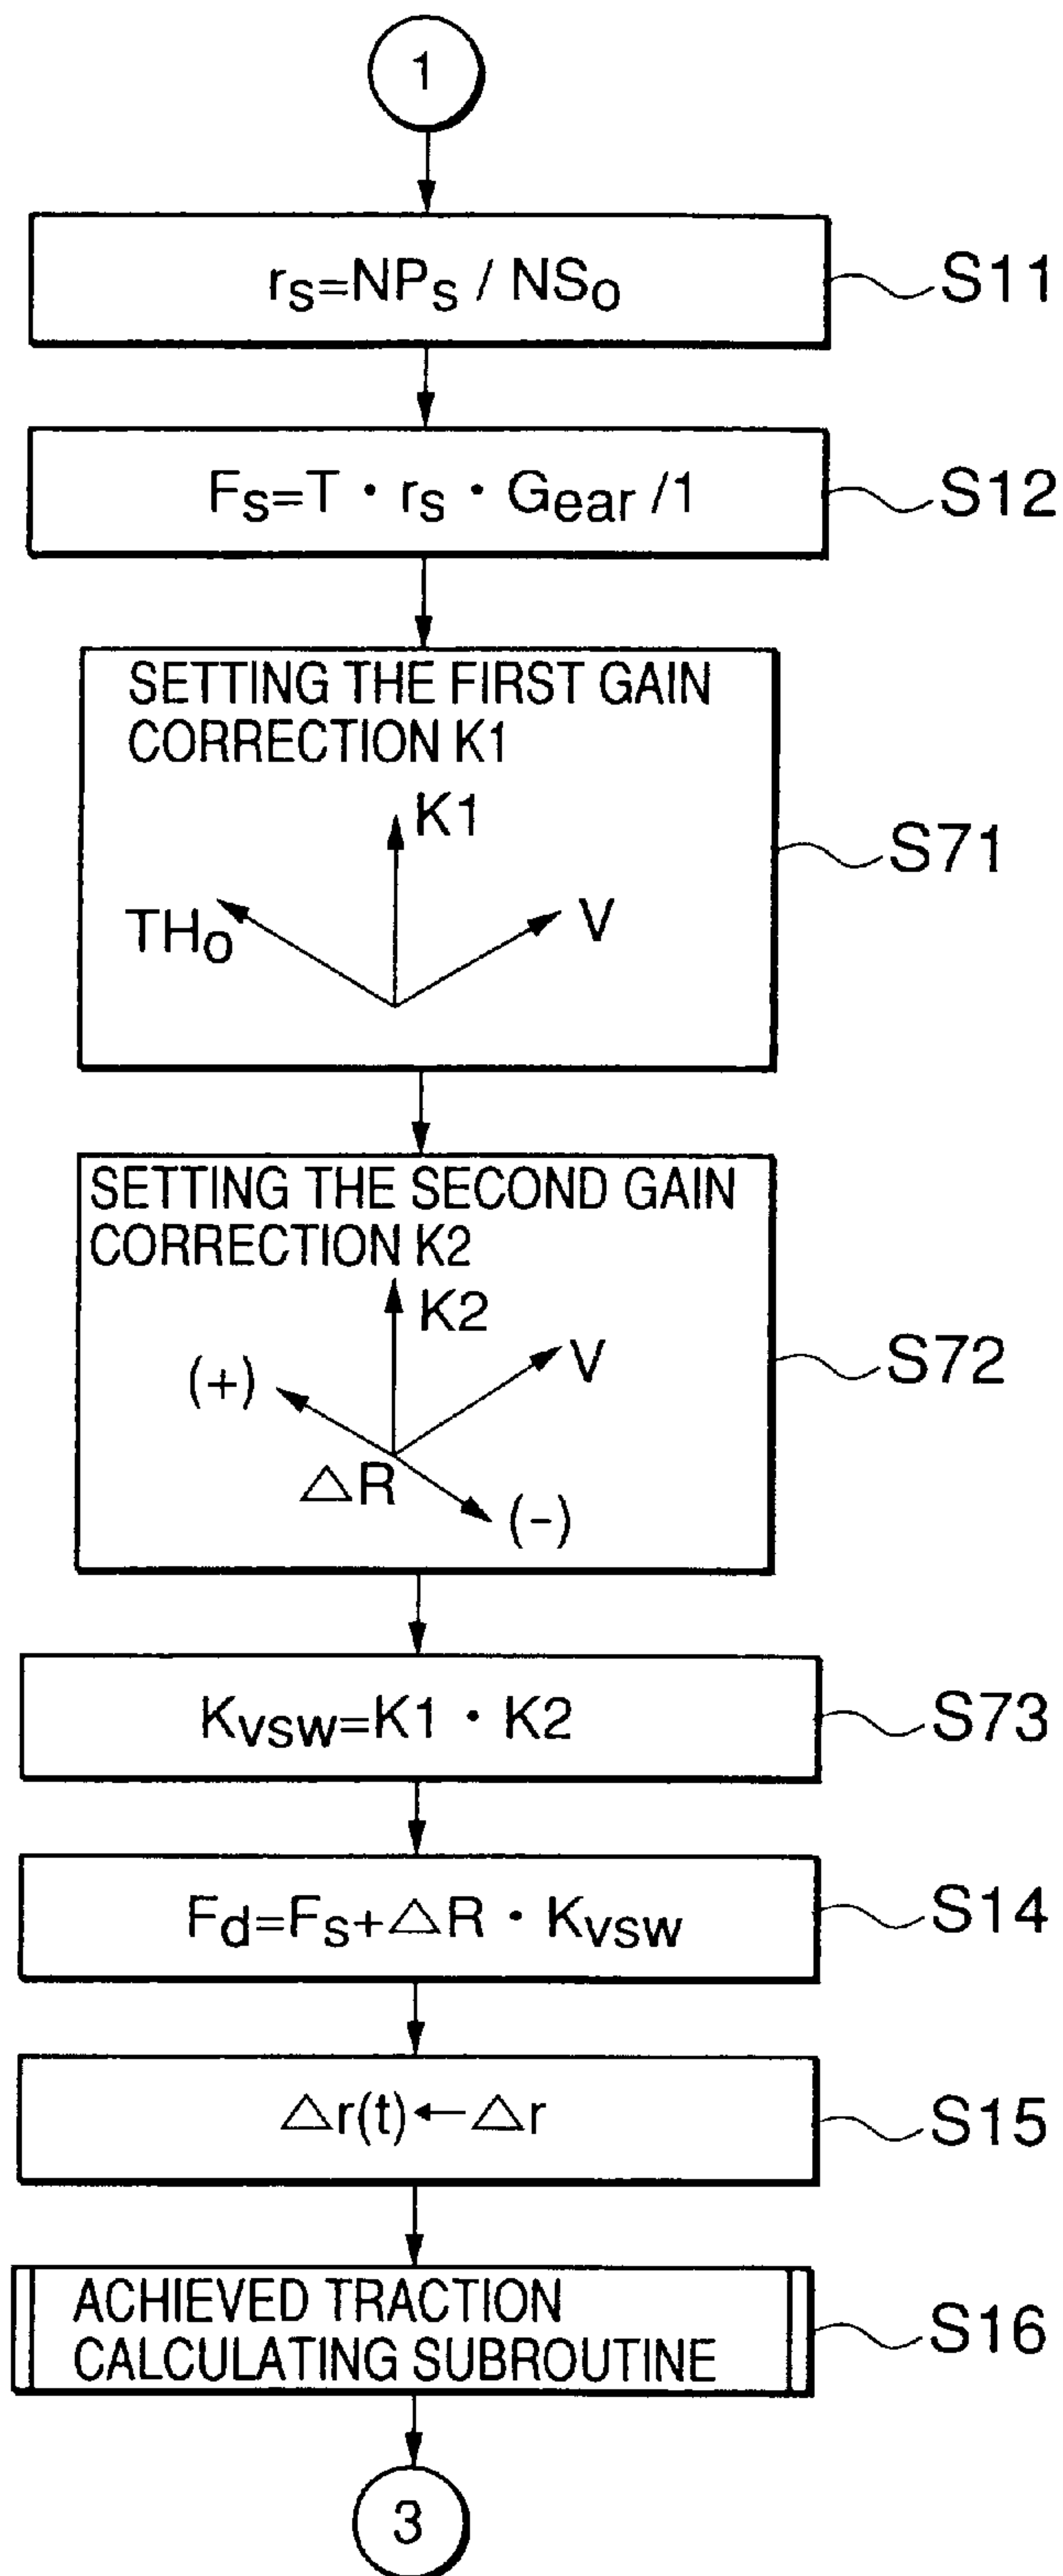 1
rs=NPs / NSo
S11
Fs=T · rs · Gear /1
S12
SETTING THE FIRST GAIN
CORRECTION K1
K1
THo
V
S71
SETTING THE SECOND GAIN
CORRECTION K2
K2
V
(+)
△R
(-)
S72
Kvsw=K1 · K2
S73
Fd=Fs+△R · Kvsw
S14
△r(t)←△r
S15
ACHIEVED TRACTION
CALCULATING SUBROUTINE
S16
3